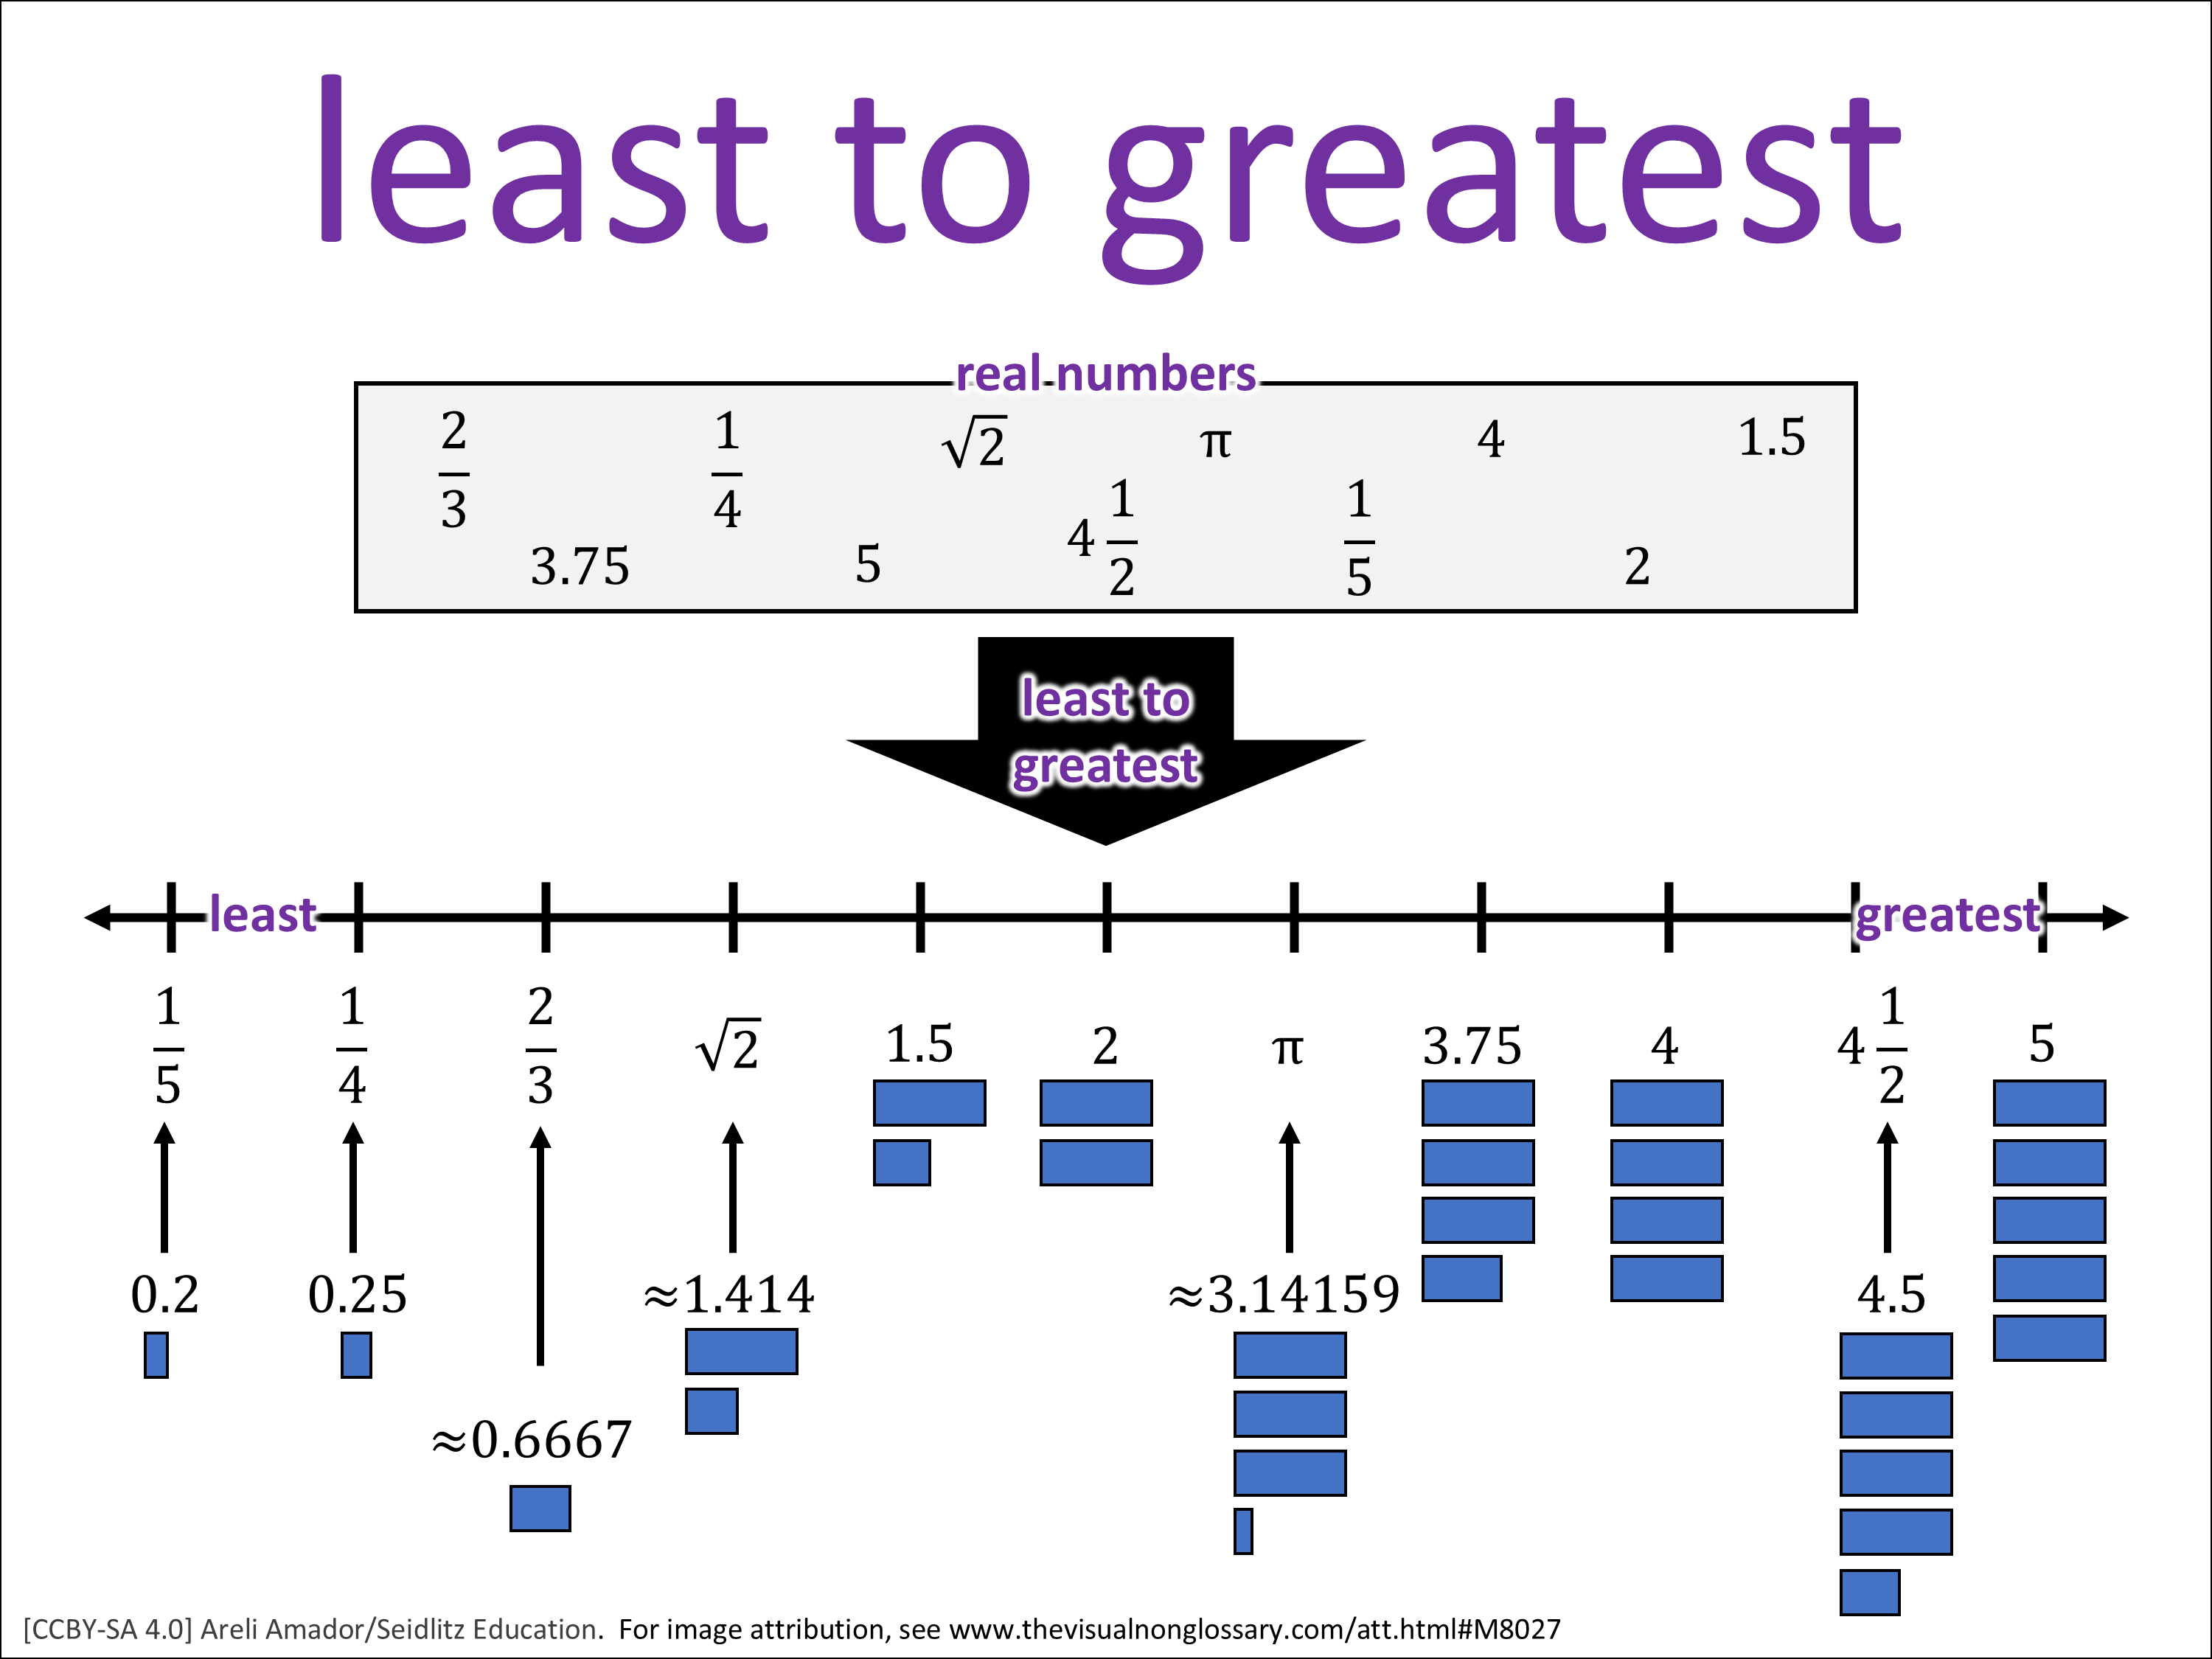 least to greatest
real numbers
2/3 1/4 √2 π 4 1.5
3.75 5 4 1/2 1/5 2
least to
greatest
least greatest
1/5 1/4 2/3 √2 1.5 2 π 3.75 4 4 1/2 5
0.2 0.25 ≈1.414 ≈3.14159 4.5
≈0.6667
[CCBY-SA 4.0] Areli Amador/Seidlitz Education. For image attribution, see www.thevisualnonglossary.com/att.html#M8027